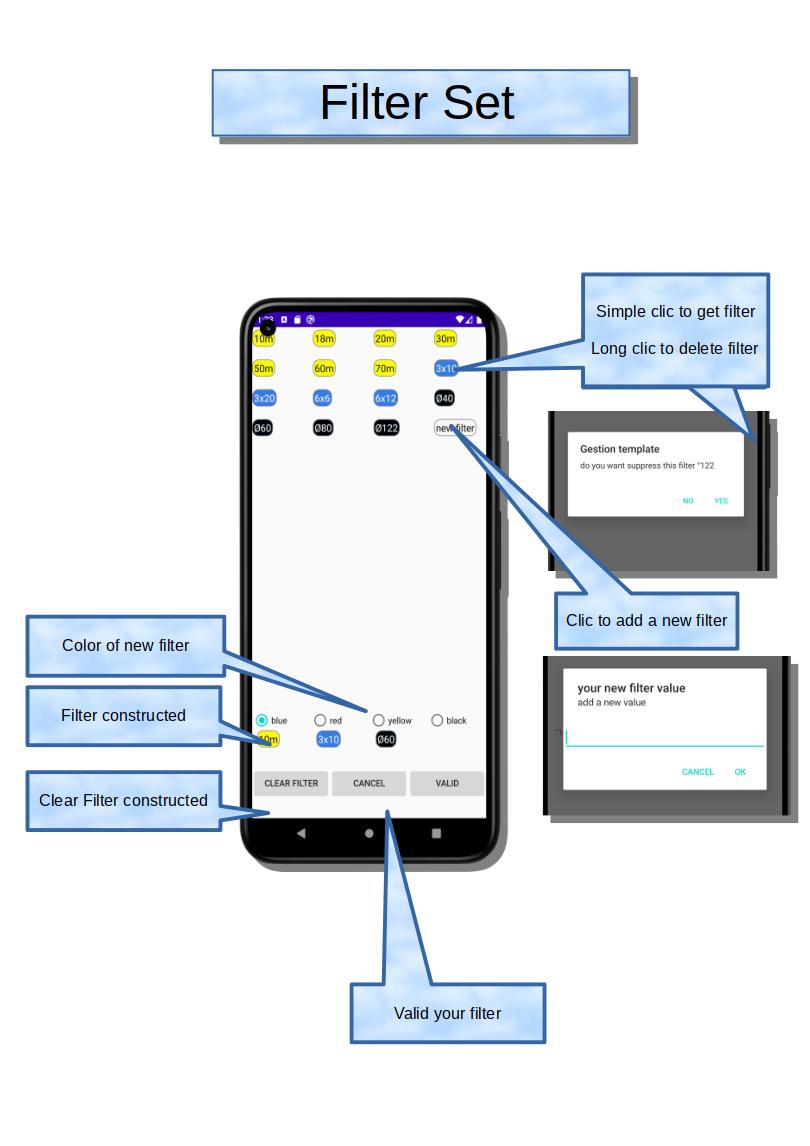 Filter Set
Simple clic to get filter
Long clic to delete filter
10m 18m 20m 30m
50m 60m 70m 3x10
3x20 6x6 6x12 Ø40
Ø60 Ø80 Ø122 new filter
Gestion template
do you want suppress this filter "122
NO YES
Clic to add a new filter
Color of new filter
Filter constructed
Clear Filter constructed
blue red yellow black
10m 3x10 Ø60
CLEAR FILTER CANCEL VALID
your new filter value
add a new value
CANCEL OK
Valid your filter